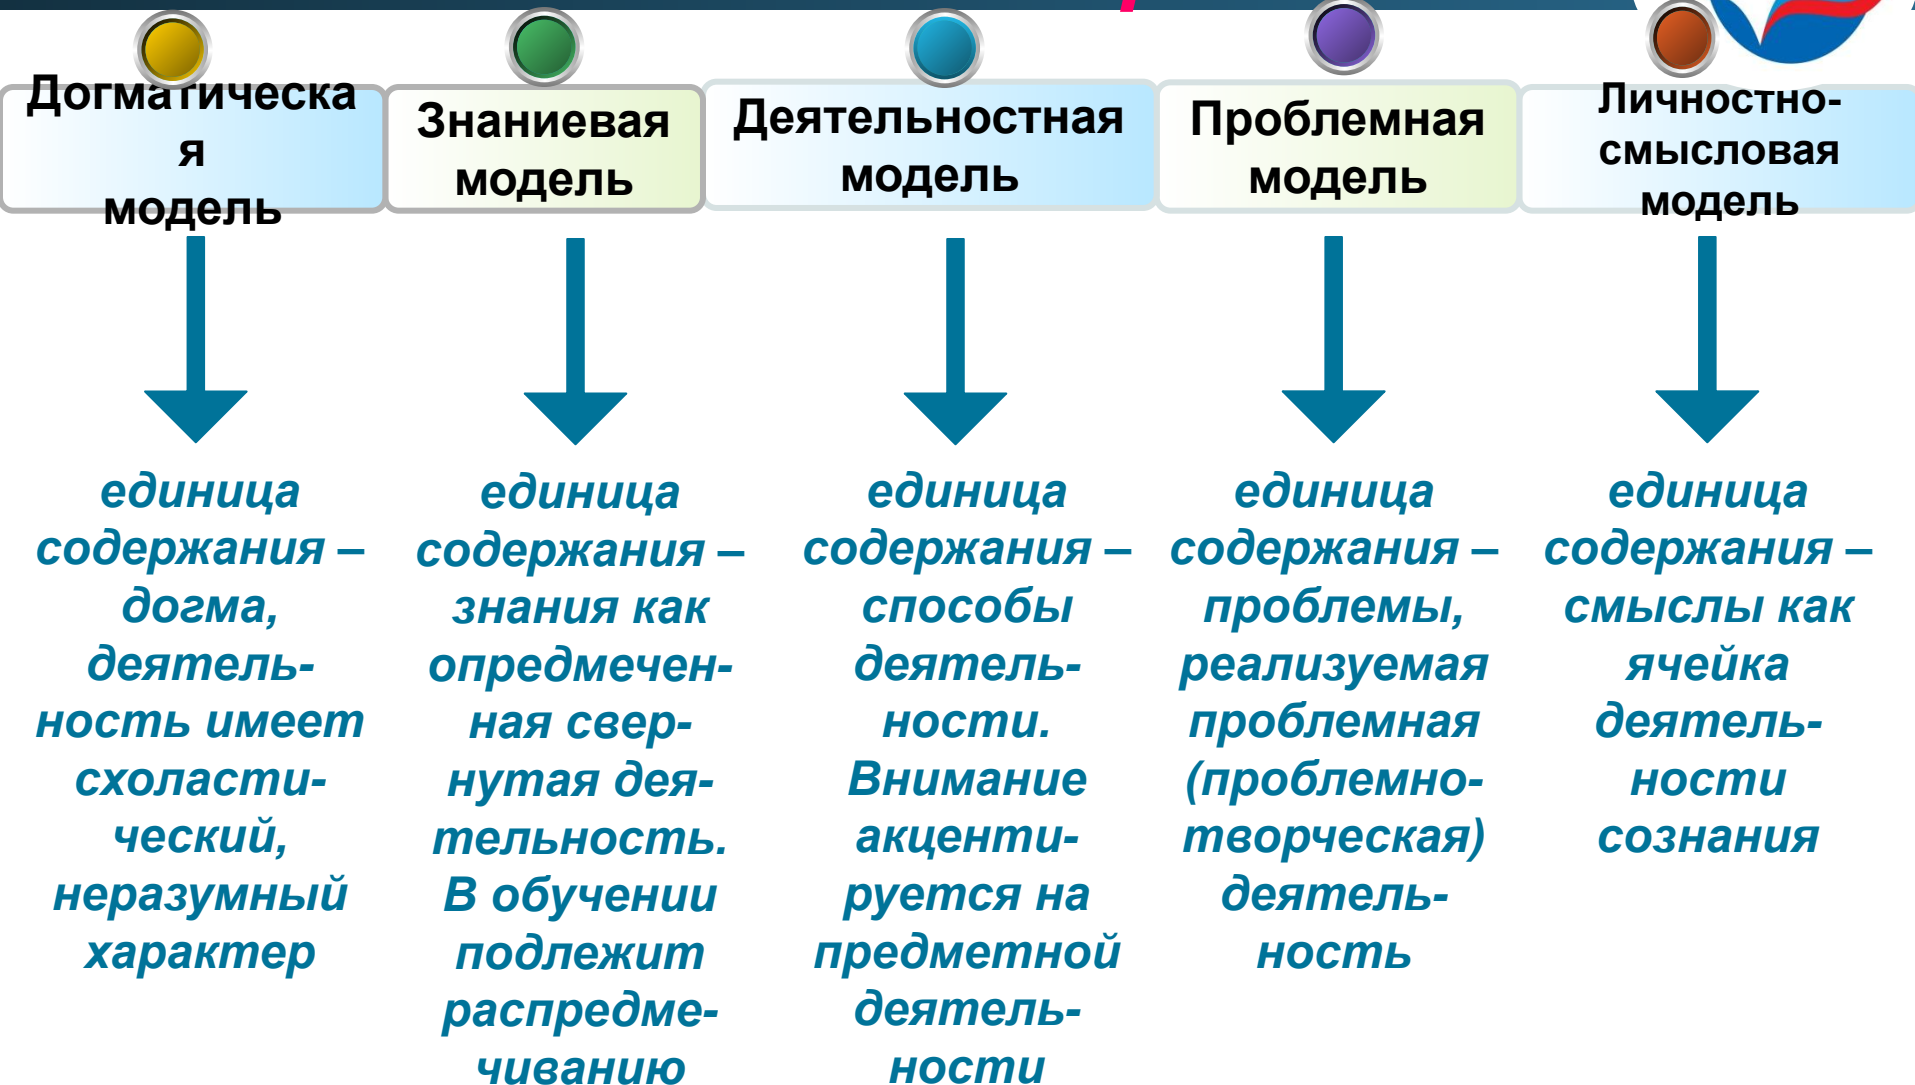 Догматическа
я
модель
Знаниевая
модель
Деятельностная
модель
Проблемная
модель
Личностно-
смысловая
модель
единица
содержания –
догма,
деятель-
ность имеет
схоласти-
ческий,
неразумный
характер
единица
содержания –
знания как
опредмечен-
ная свер-
нутая дея-
тельность.
В обучении
подлежит
распредме-
чиванию
единица
содержания –
способы
деятель-
ности.
Внимание
акценти-
руется на
предметной
деятель-
ности
единица
содержания –
проблемы,
реализуемая
проблемная
(проблемно-
творческая)
деятель-
ность
единица
содержания –
смыслы как
ячейка
деятель-
ности
сознания